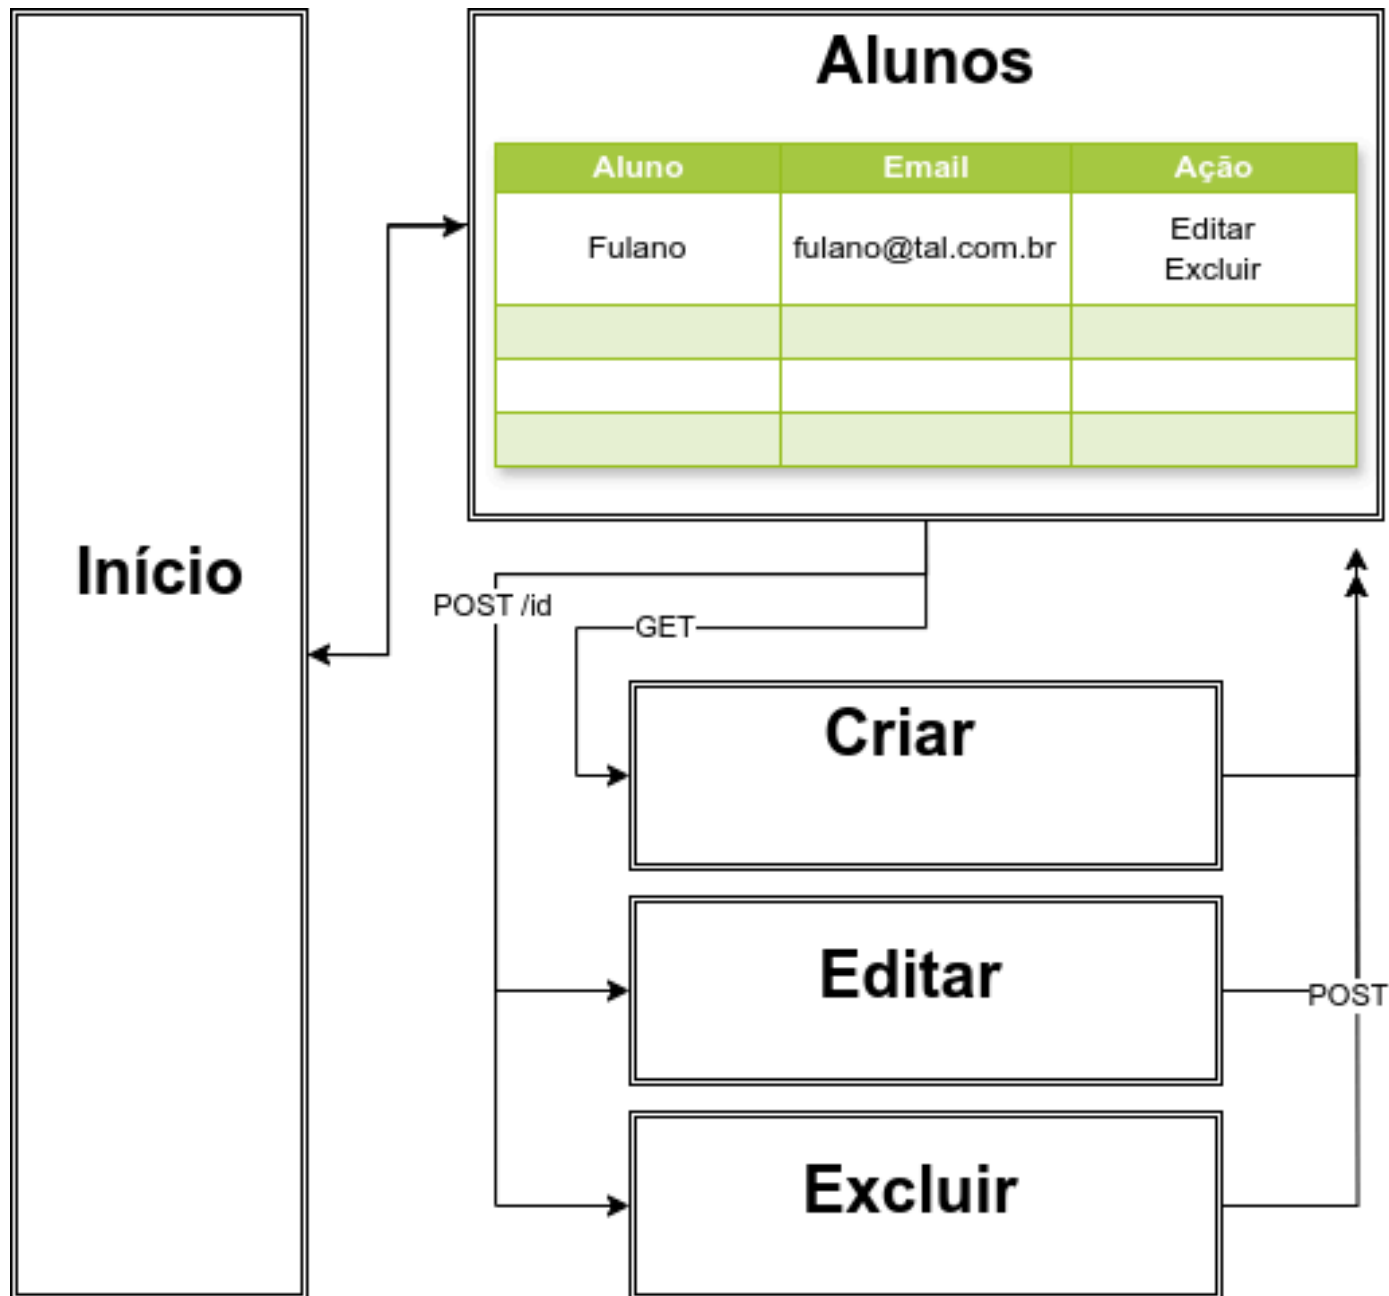 Início
Alunos
Aluno Email Ação
Fulano fulano@tal.com.br Editar
Excluir
POST /id
GET
Criar
Editar
POST
Excluir